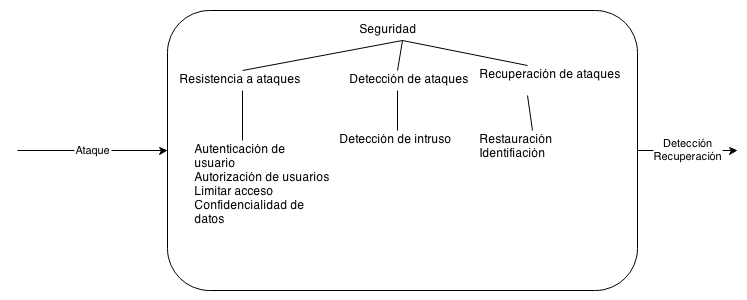 Seguridad
Resistencia a ataques
Detección de ataques
Recuperación de ataques
Autenticación de
usuario
Autorización de usuarios
Limitar acceso
Confidencialidad de
datos
Detección de intruso
Restauración
Identifiación
Ataque
Detección
Recuperación